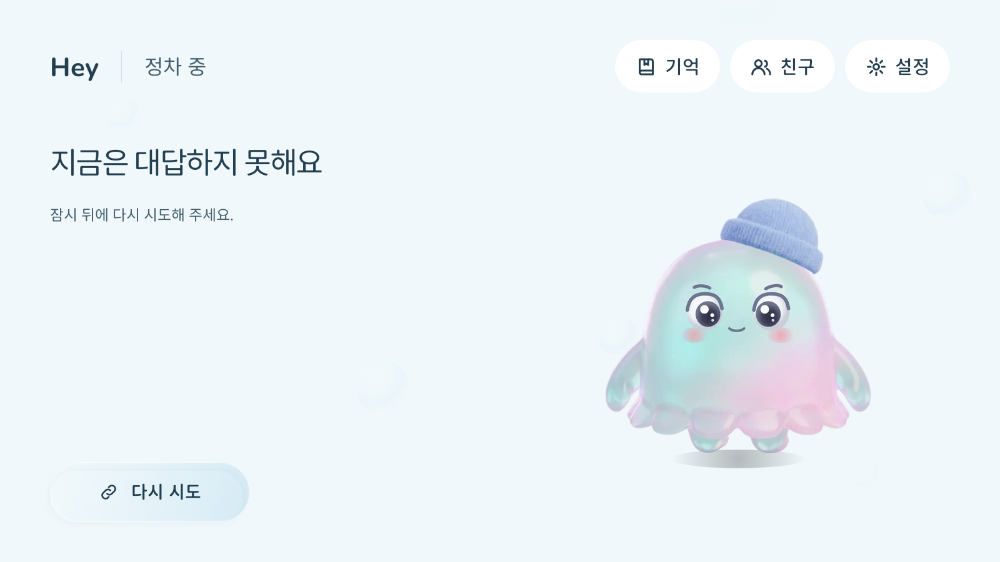 Hey
정차 중
기억
친구
설정
지금은 대답하지 못해요
잠시 뒤에 다시 시도해 주세요.
다시 시도